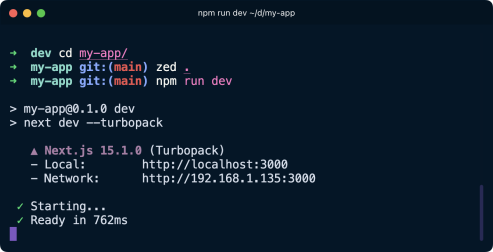 npm run dev ~/d/my-app
➜ dev cd my-app/
➜ my-app git:(main) zed .
➜ my-app git:(main) npm run dev
> my-app@0.1.0 dev
> next dev --turbopack
▲ Next.js 15.1.0 (Turbopack)
- Local: http://localhost:3000
- Network: http://192.168.1.135:3000
✓ Starting...
✓ Ready in 762ms